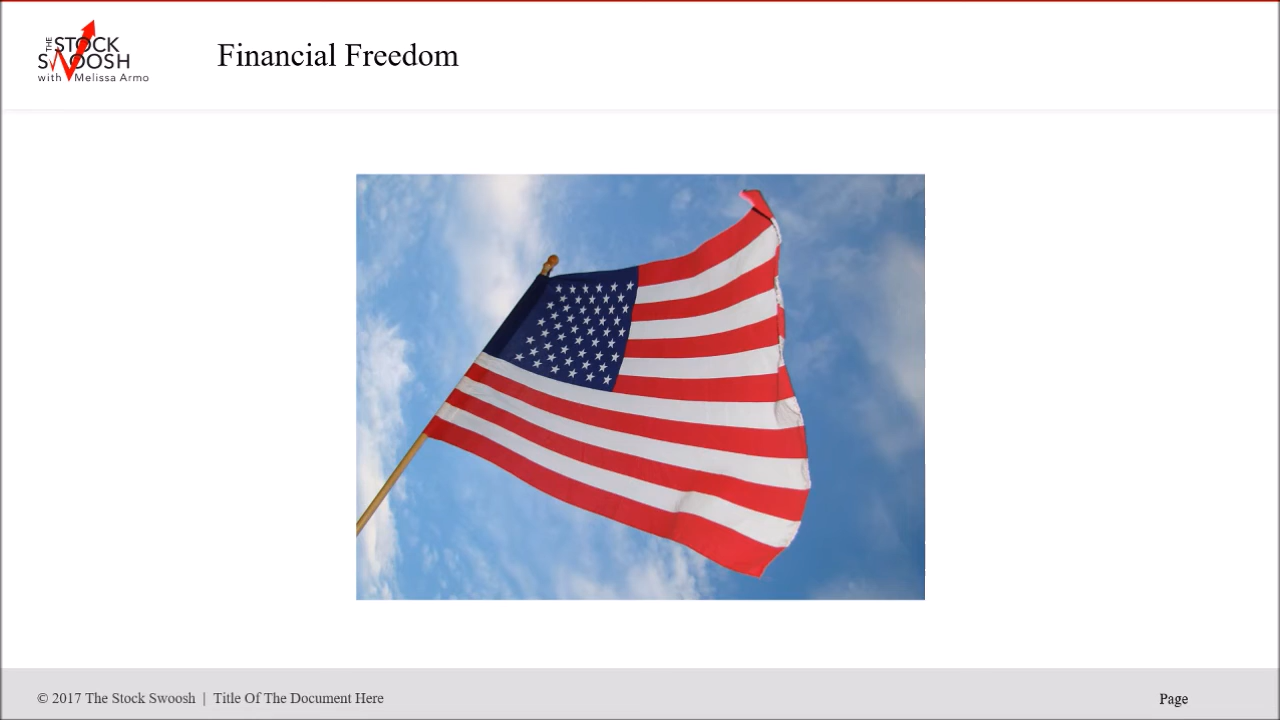 THE STOCK
SWOOSH
with Melissa Armo
Financial Freedom
© 2017 The Stock Swoosh | Title Of The Document Here
Page